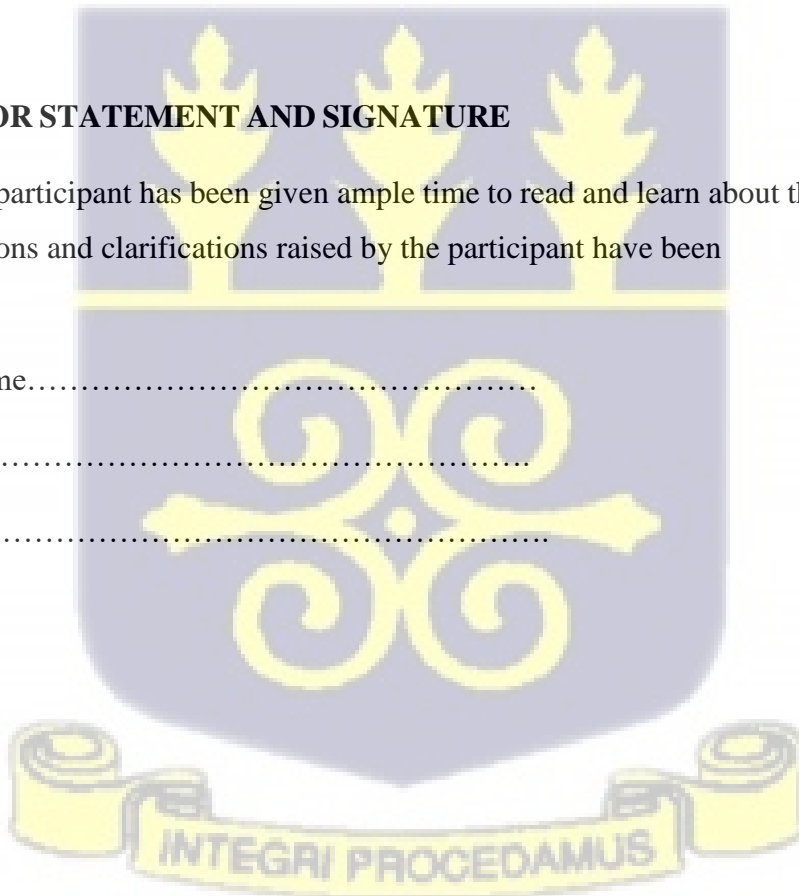 OR STATEMENT AND SIGNATURE
participant has been given ample time to read and learn about th
ons and clarifications raised by the participant have been
me……………………………………………
……………………………………………….
……………………………………………….
INTEGRI PROCEDAMUS